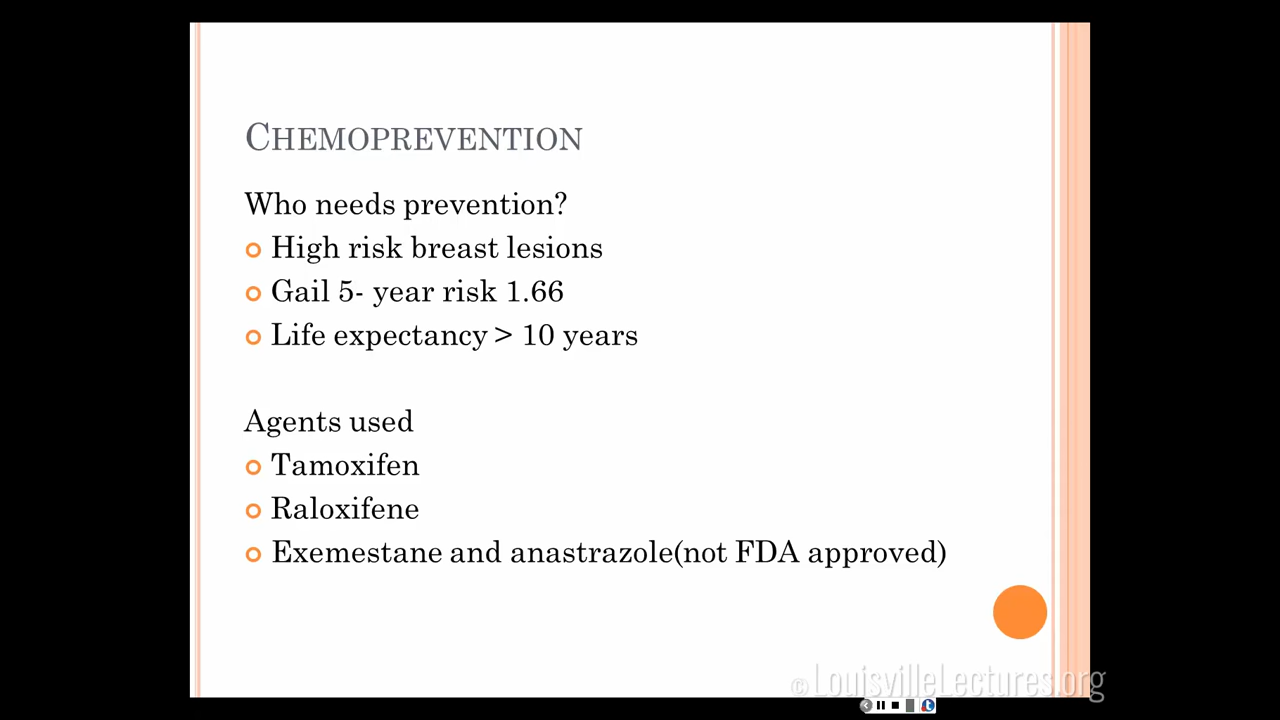 CHEMOPREVENTION
Who needs prevention?
High risk breast lesions
Gail 5- year risk 1.66
Life expectancy > 10 years
Agents used
Tamoxifen
Raloxifene
Exemestane and anastrazole(not FDA approved)
© LouisvilleLectures.org